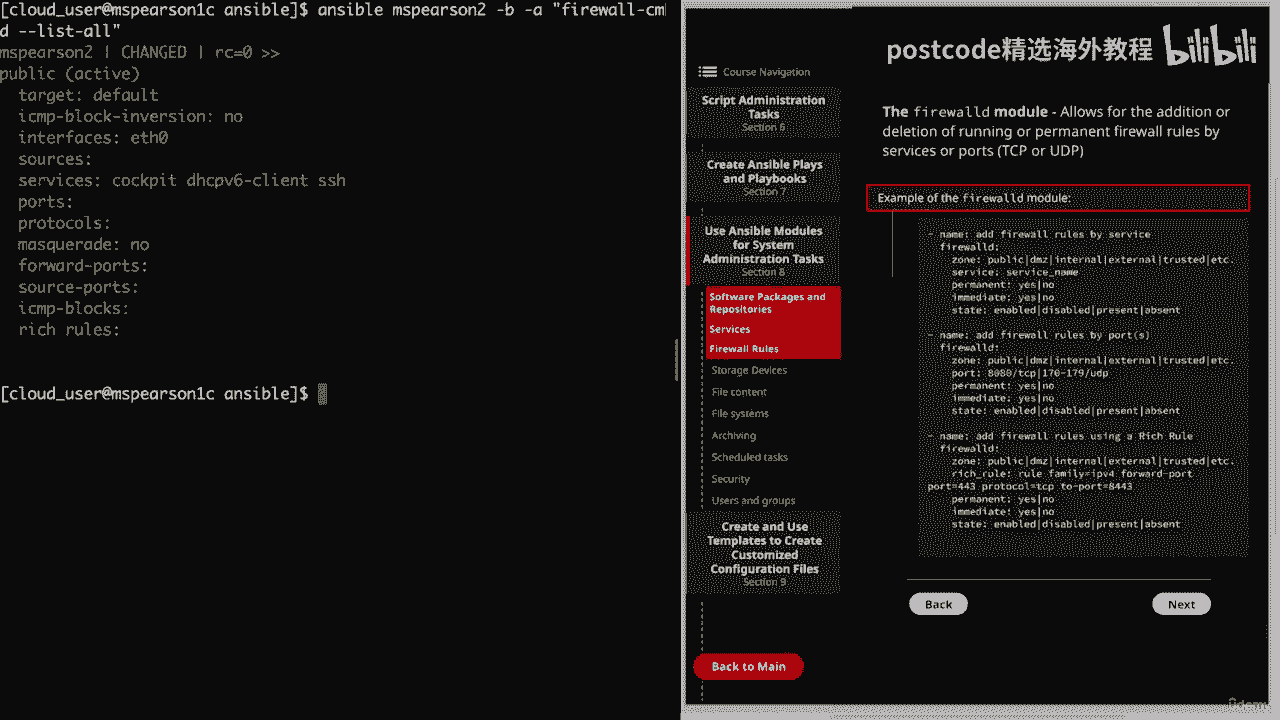 [cloud_user@mspearson1c ansible]$ ansible mspearson2 -b -a "firewall-cm
d --list-all"
mspearson2 | CHANGED | rc=0 >>
public (active)
  target: default
  icmp-block-inversion: no
  interfaces: eth0
  sources:
  services: cockpit dhcpv6-client ssh
  ports:
  protocols:
  masquerade: no
  forward-ports:
  source-ports:
  icmp-blocks:
  rich rules:
[cloud_user@mspearson1c ansible]$
postcode精选海外教程 bilibili
Course Navigation
Script Administration
Tasks
Section 6
Create Ansible Plays
and Playbooks
Section 7
Use Ansible Modules
for System
Administration Tasks
Section 8
Software Packages and
Repositories
Services
Firewall Rules
Storage Devices
File content
File systems
Archiving
Scheduled tasks
Security
Users and groups
Create and Use
Templates to Create
Customized
Configuration Files
Section 9
Back to Main
The firewalld module - Allows for the addition or
deletion of running or permanent firewall rules by
services or ports (TCP or UDP)
Example of the firewalld module:
- name: add firewall rules by service
  firewalld:
    zone: public|dmz|internal|external|trusted|etc.
    service: service_name
    permanent: yes|no
    immediate: yes|no
    state: enabled|disabled|present|absent
- name: add firewall rules by port(s)
  firewalld:
    zone: public|dmz|internal|external|trusted|etc.
    port: 8080/tcp|170-179/udp
    permanent: yes|no
    immediate: yes|no
    state: enabled|disabled|present|absent
- name: add firewall rules using a Rich Rule
  firewalld:
    zone: public|dmz|internal|external|trusted|etc.
    rich_rule: rule family=ipv4 forward-port
port=443 protocol=tcp to-port=8443
    permanent: yes|no
    immediate: yes|no
    state: enabled|disabled|present|absent
Back
Next